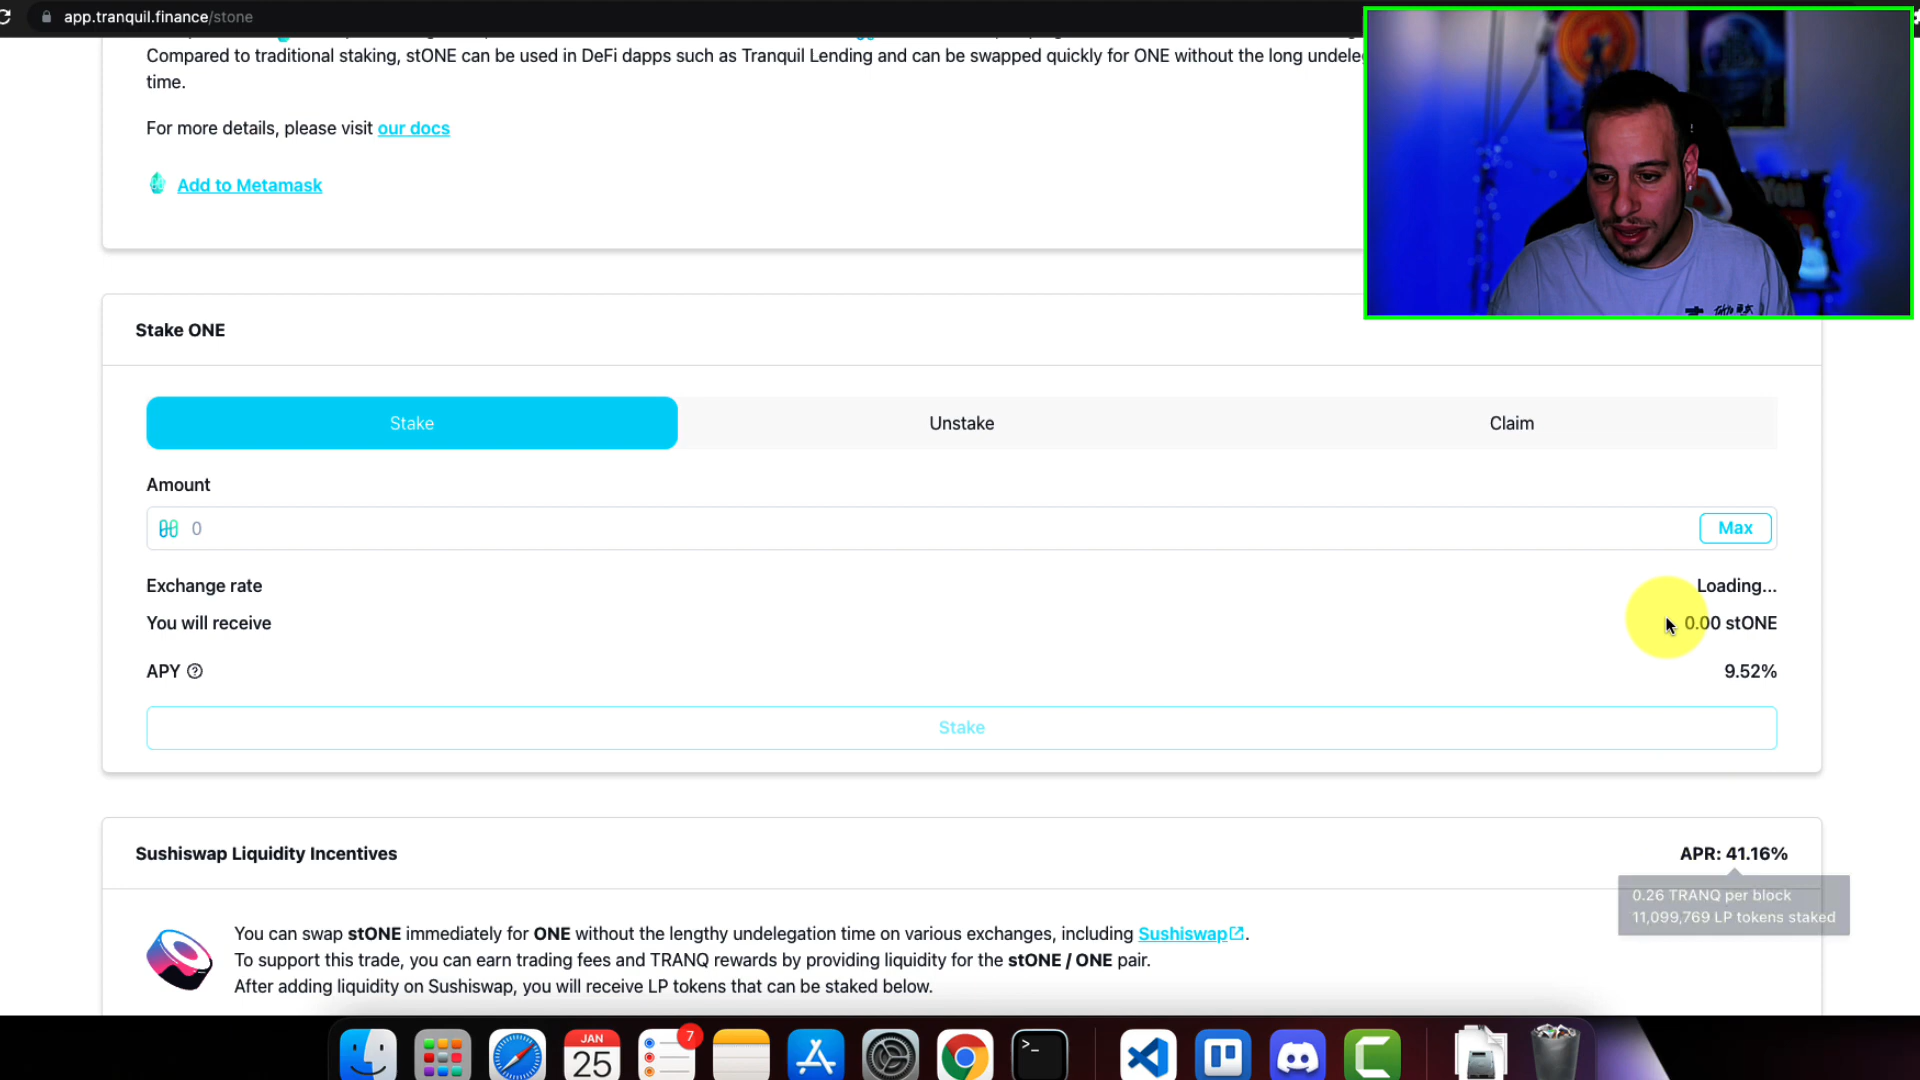 app.tranquil.finance/stone
Compared to traditional staking, stONE can be used in DeFi dapps such as Tranquil Lending and can be swapped quickly for ONE without the long undele
time.
For more details, please visit our docs
Add to Metamask
Stake ONE
Stake
Unstake
Claim
Amount
0
Max
Exchange rate
Loading...
You will receive
0.00 stONE
APY
9.52%
Stake
Sushiswap Liquidity Incentives
APR: 41.16%
0.26 TRANQ per block
11,099,769 LP tokens staked
You can swap stONE immediately for ONE without the lengthy undelegation time on various exchanges, including Sushiswap.
To support this trade, you can earn trading fees and TRANQ rewards by providing liquidity for the stONE / ONE pair.
After adding liquidity on Sushiswap, you will receive LP tokens that can be staked below.
7
JAN
25